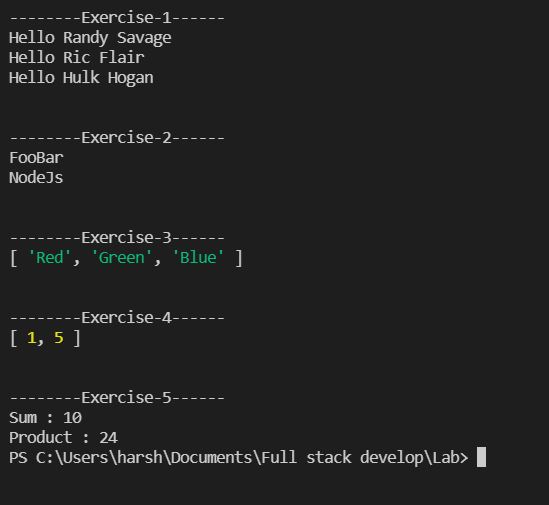 --------Exercise-1------
Hello Randy Savage
Hello Ric Flair
Hello Hulk Hogan
--------Exercise-2------
FooBar
NodeJs
--------Exercise-3------
[ 'Red', 'Green', 'Blue' ]
--------Exercise-4------
[ 1, 5 ]
--------Exercise-5------
Sum : 10
Product : 24
PS C:\Users\harsh\Documents\Full stack develop\Lab>